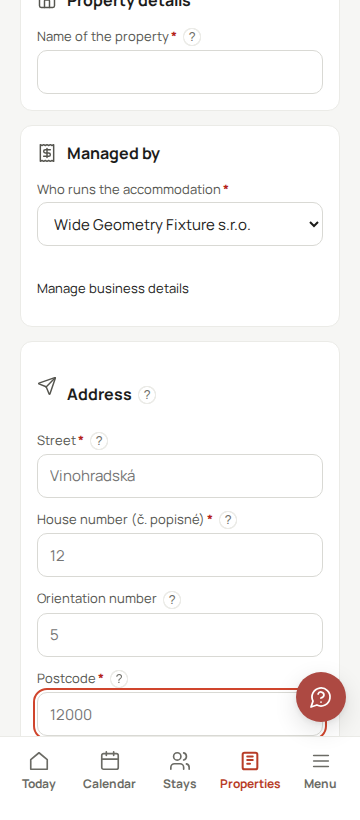 Property details
Name of the property* ?
Managed by
Who runs the accommodation*
Wide Geometry Fixture s.r.o.
Manage business details
Address ?
Street* ?
Vinohradská
House number (č. popisné)* ?
12
Orientation number ?
5
Postcode* ?
12000
Today Calendar Stays Properties Menu